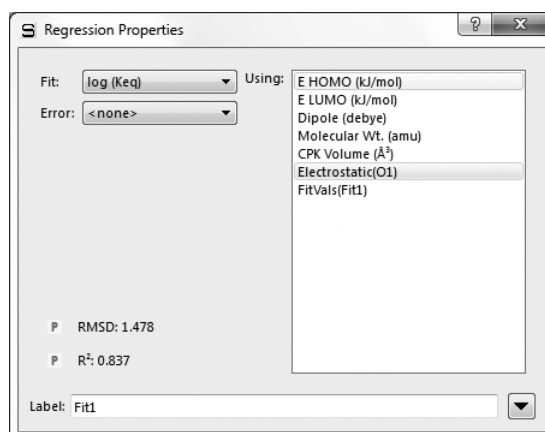 S Regression Properties ? X
Fit: log (Keq) Using:
Error: <none>
E HOMO (kJ/mol)
E LUMO (kJ/mol)
Dipole (debye)
Molecular Wt. (amu)
CPK Volume (Å³)
Electrostatic(O1)
FitVals(Fit1)
P RMSD: 1.478
P R²: 0.837
Label: Fit1